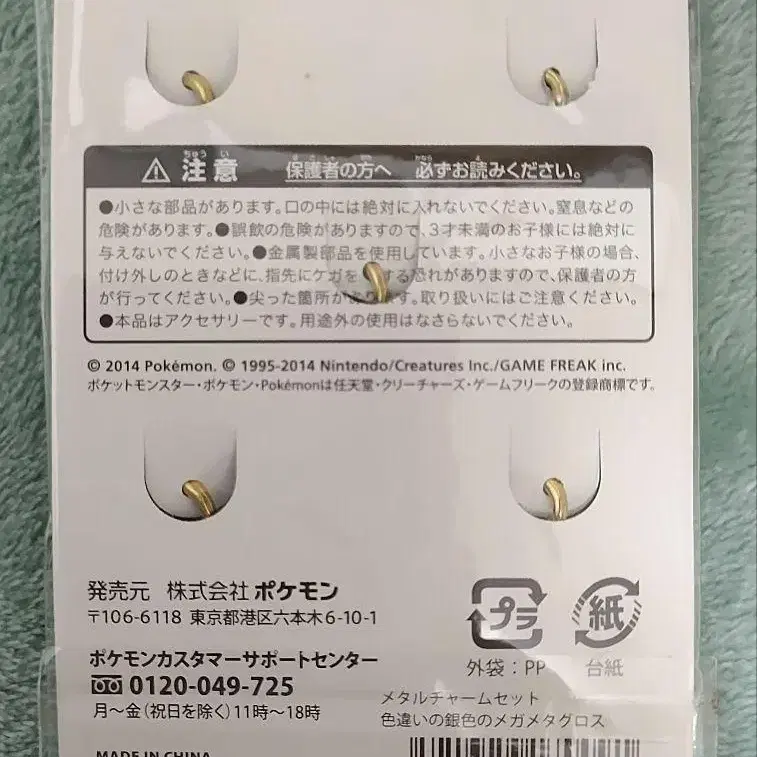 注意 保護者の方へ 必ずお読みください。
●小さな部品があります。口の中には絶対に入れないでください。窒息などの
危険があります。●誤飲の危険がありますので、3才未満のお子様には絶対に
与えないでください。●金属製部品を使用しています。小さなお子様の場合、
付け外しのときなどに、指先にケガをする恐れがありますので、保護者の方
が行ってください。●尖った箇所があります。取り扱いにはご注意ください。
●本品はアクセサリーです。用途外の使用はなさらないでください。
© 2014 Pokémon. © 1995-2014 Nintendo/Creatures Inc./GAME FREAK inc.
ポケットモンスター・ポケモン・Pokémonは任天堂・クリーチャーズ・ゲームフリークの登録商標です。
発売元 株式会社 ポケモン
〒106-6118 東京都港区六本木6-10-1
ポケモンカスタマーサポートセンター
0120-049-725
月～金(祝日を除く)11時～18時
MADE IN CHINA
プラ
外袋：PP
紙
台紙
メタルチャームセット
色違いの銀色のメガメタグロス